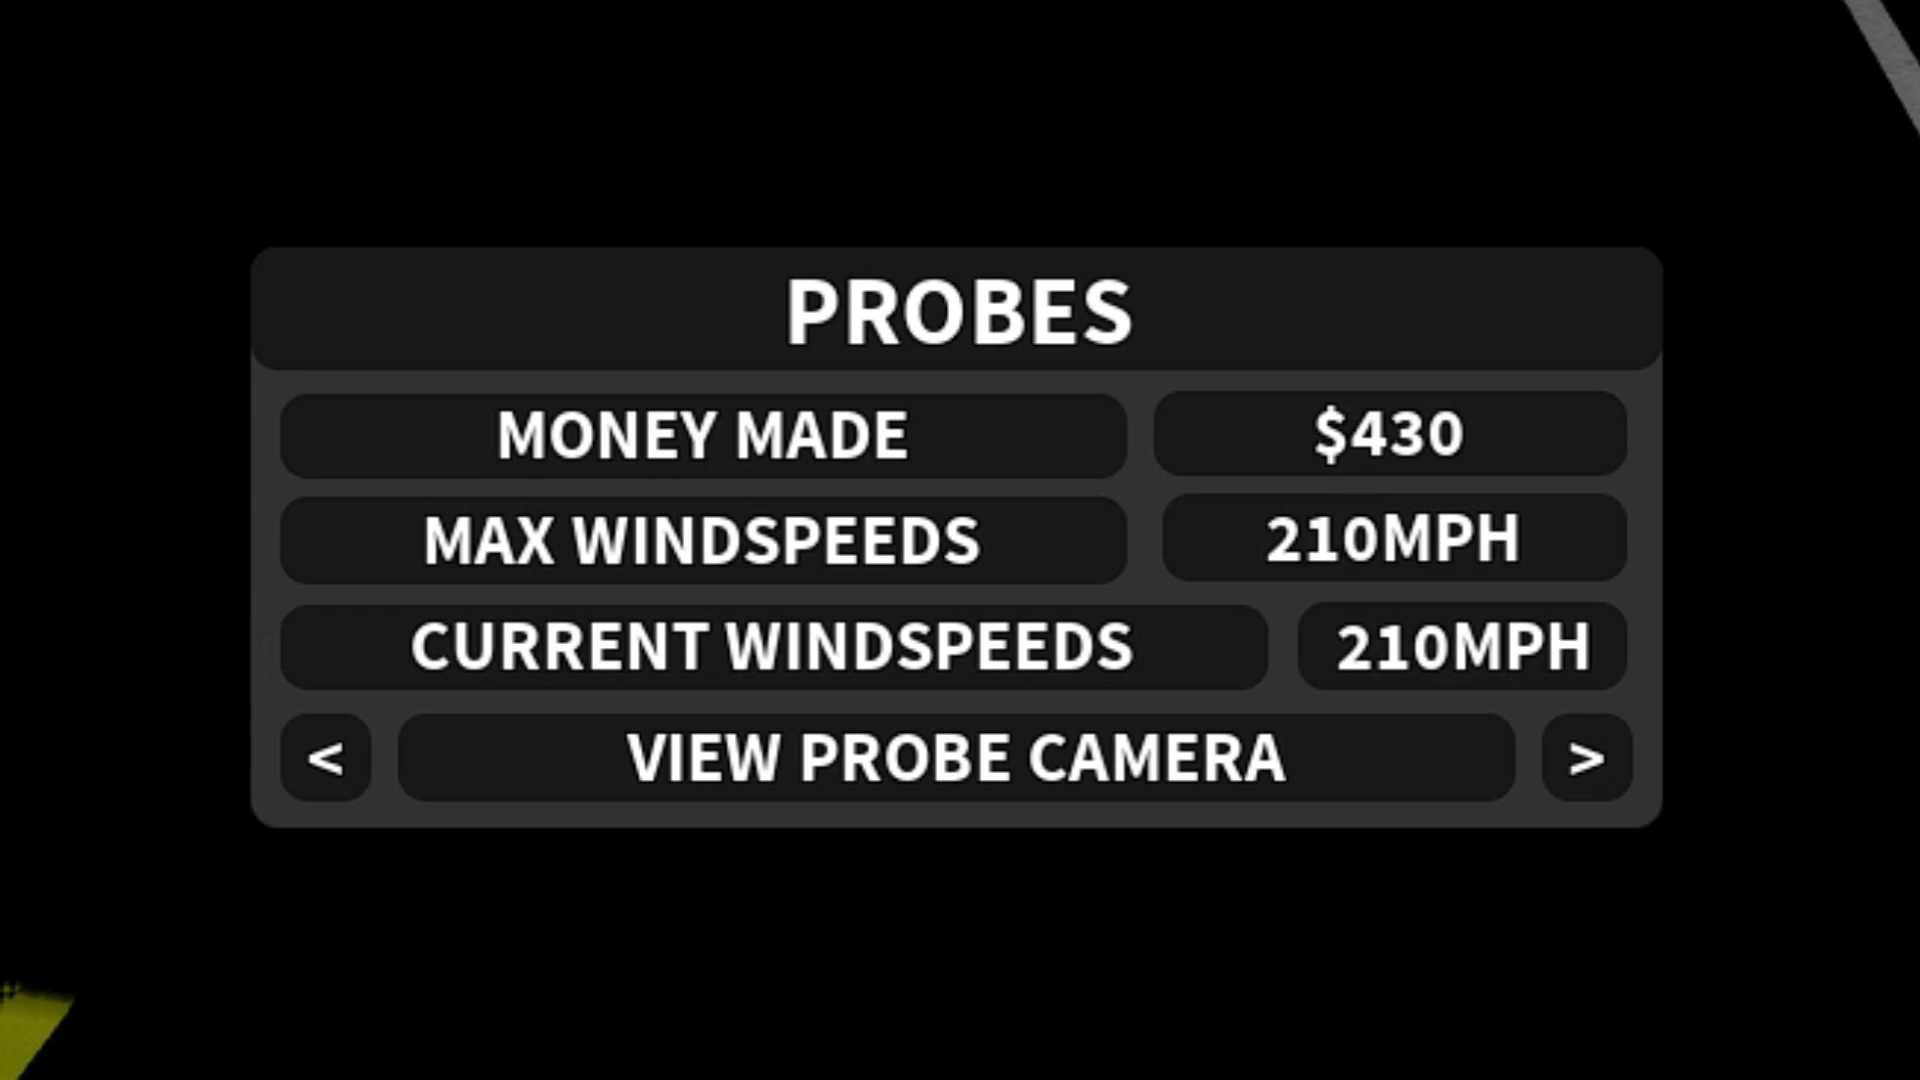 PROBES
MONEY MADE $430
MAX WINDSPEEDS 210MPH
CURRENT WINDSPEEDS 210MPH
< VIEW PROBE CAMERA >